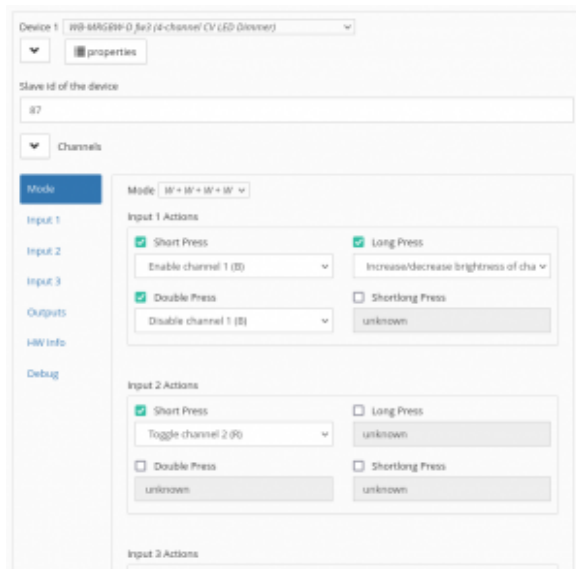 Device 1 WB-MRGBW-D fw3 (4-channel CV LED Dimmer)
properties
Slave id of the device
87
Channels
Mode
Input 1
Input 2
Input 3
Outputs
HW Info
Debug
Mode W + W + W + W
Input 1 Actions
Short Press Long Press
Enable channel 1 (B) Increase/decrease brightness of cha
Double Press Shortlong Press
Disable channel 1 (B) unknown
Input 2 Actions
Short Press Long Press
Toggle channel 2 (R) unknown
Double Press Shortlong Press
unknown unknown
Input 3 Actions